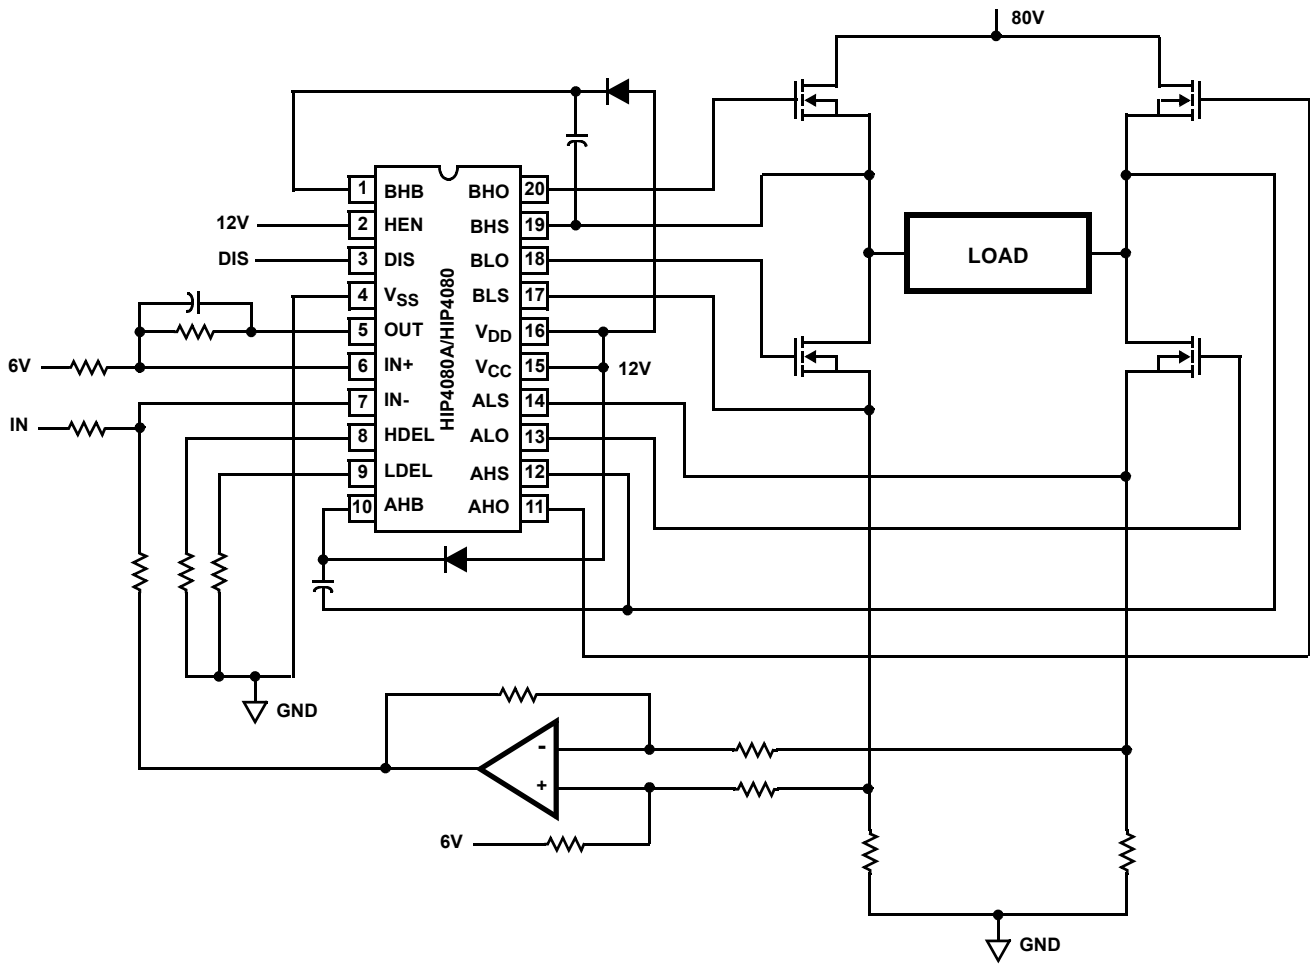 80V
1 BHB BHO 20
12V 2 HEN BHS 19
DIS 3 DIS BLO 18
4 VSS BLS 17
5 OUT VDD 16
6V 6 IN+ VCC 15 12V
IN 7 IN- ALS 14
8 HDEL ALO 13
9 LDEL AHS 12
10 AHB AHO 11
HIP4080A/HIP4080
LOAD
GND
-
+
6V
GND